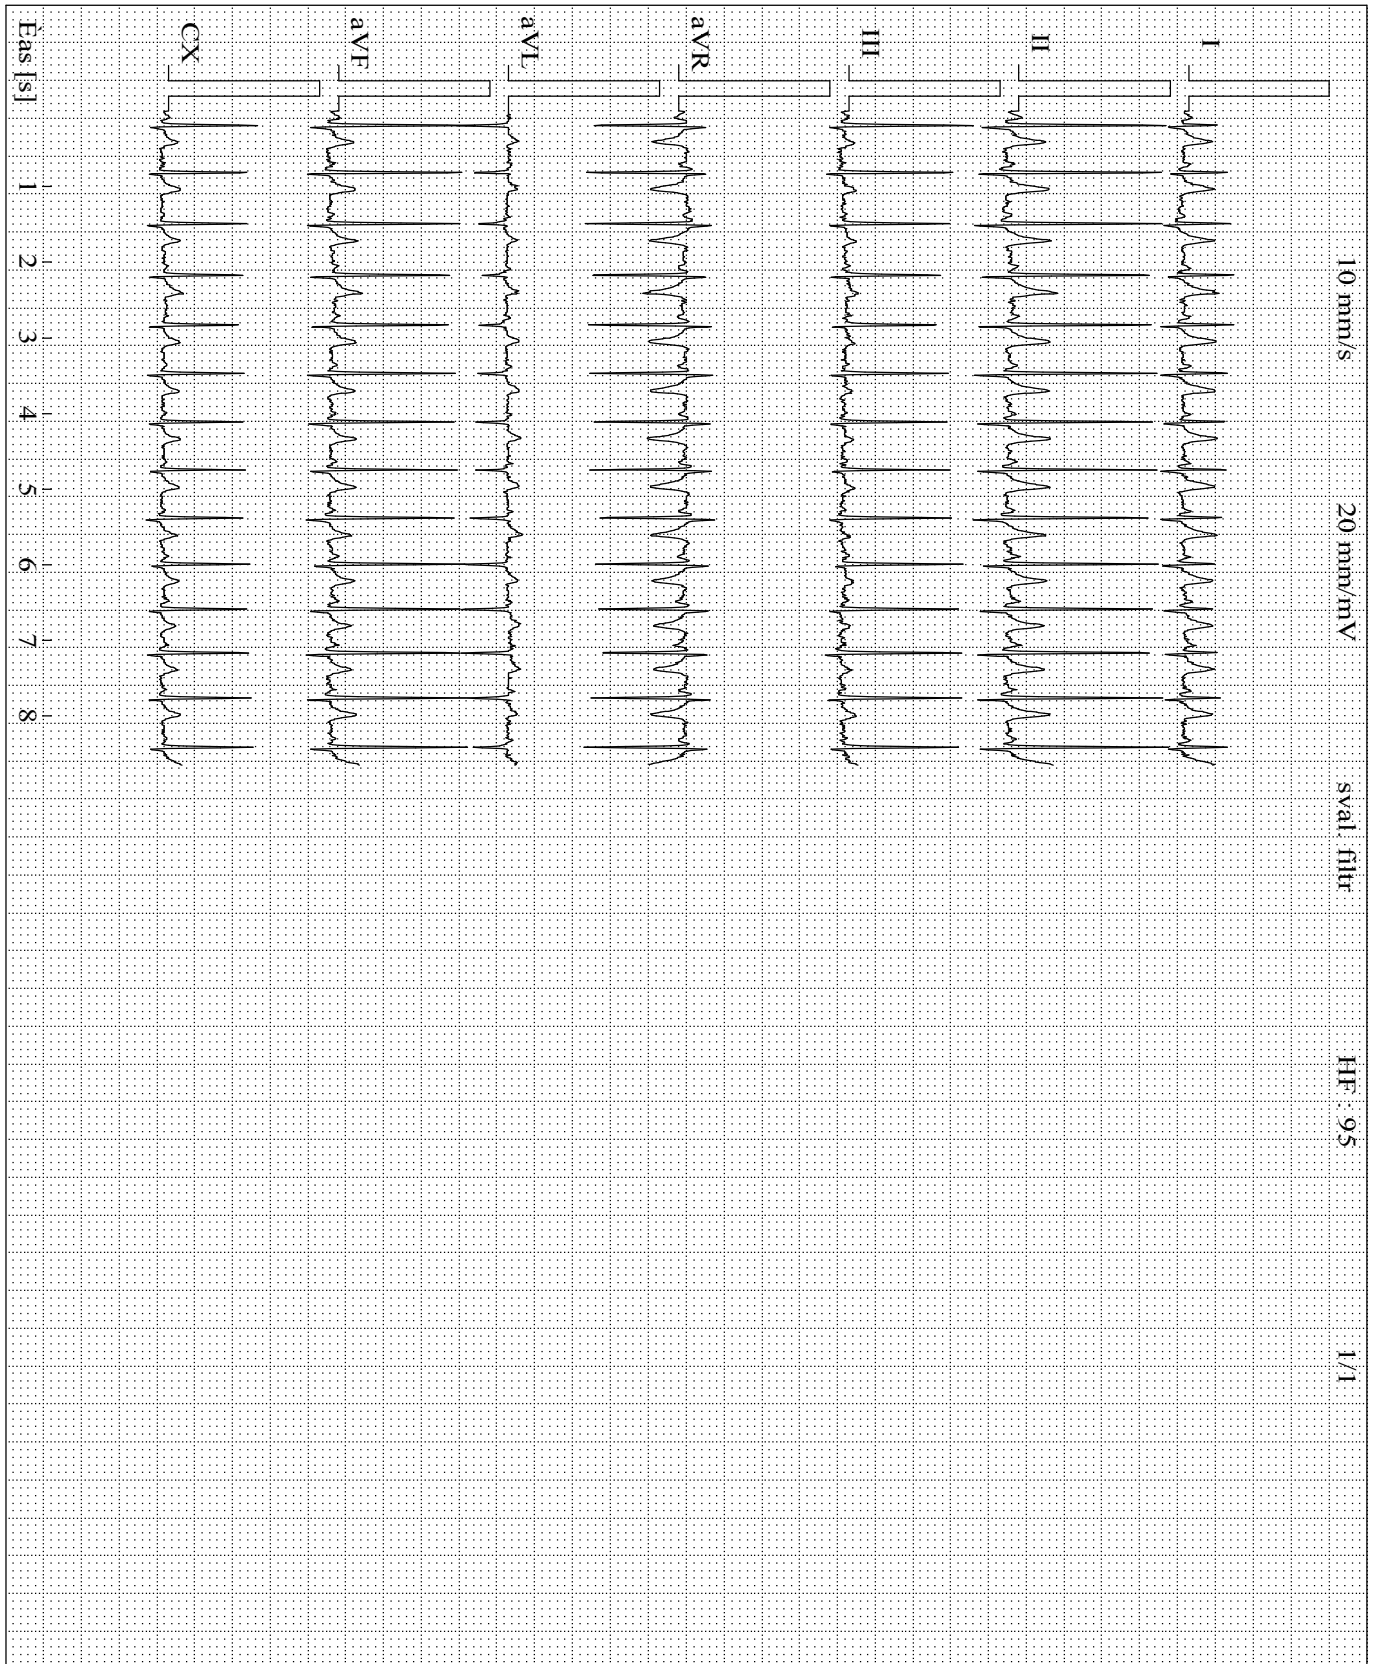 10 mm/s 20 mm/mV sval. filtr HF : 95 1/1
I
II
III
aVR
aVL
aVF
CX
Èas [s] 1 2 3 4 5 6 7 8